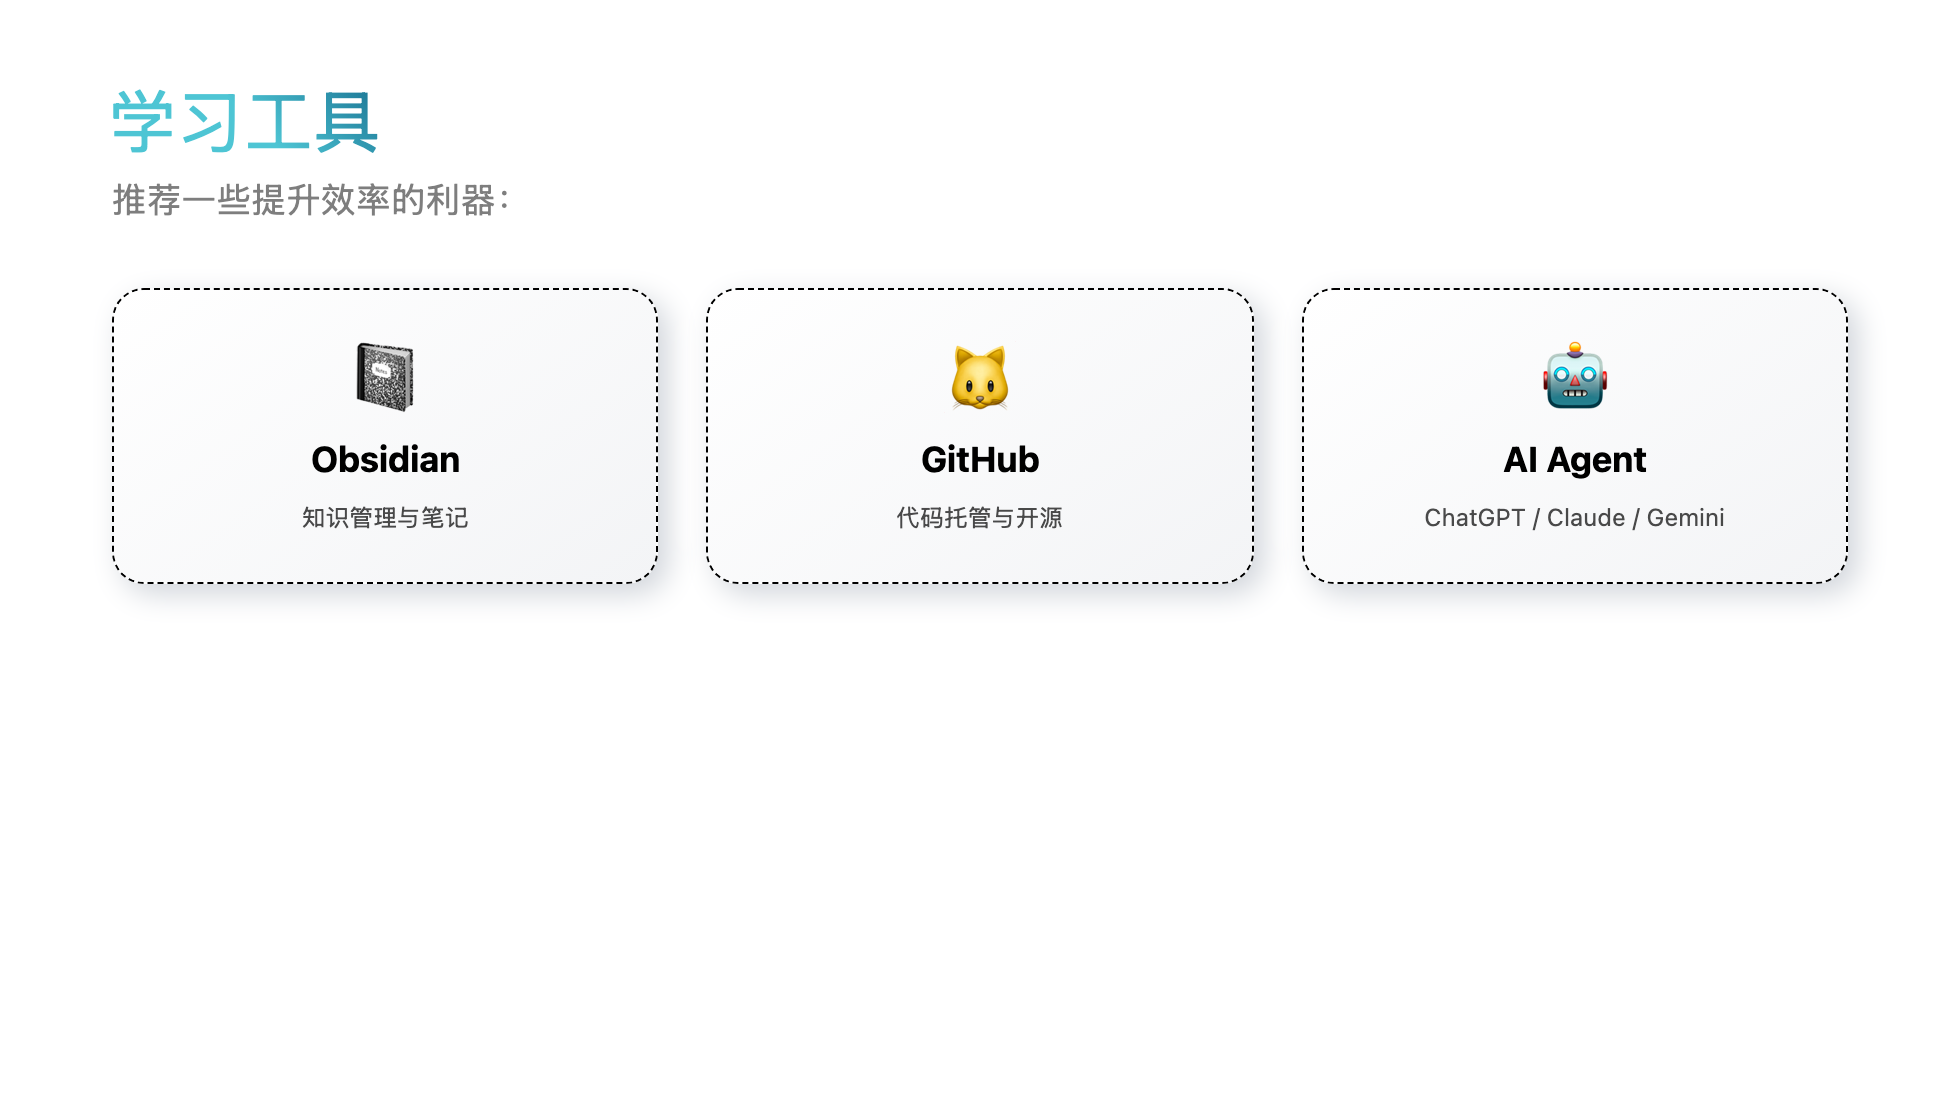 学习工具
推荐一些提升效率的利器：
Obsidian
知识管理与笔记
GitHub
代码托管与开源
AI Agent
ChatGPT / Claude / Gemini